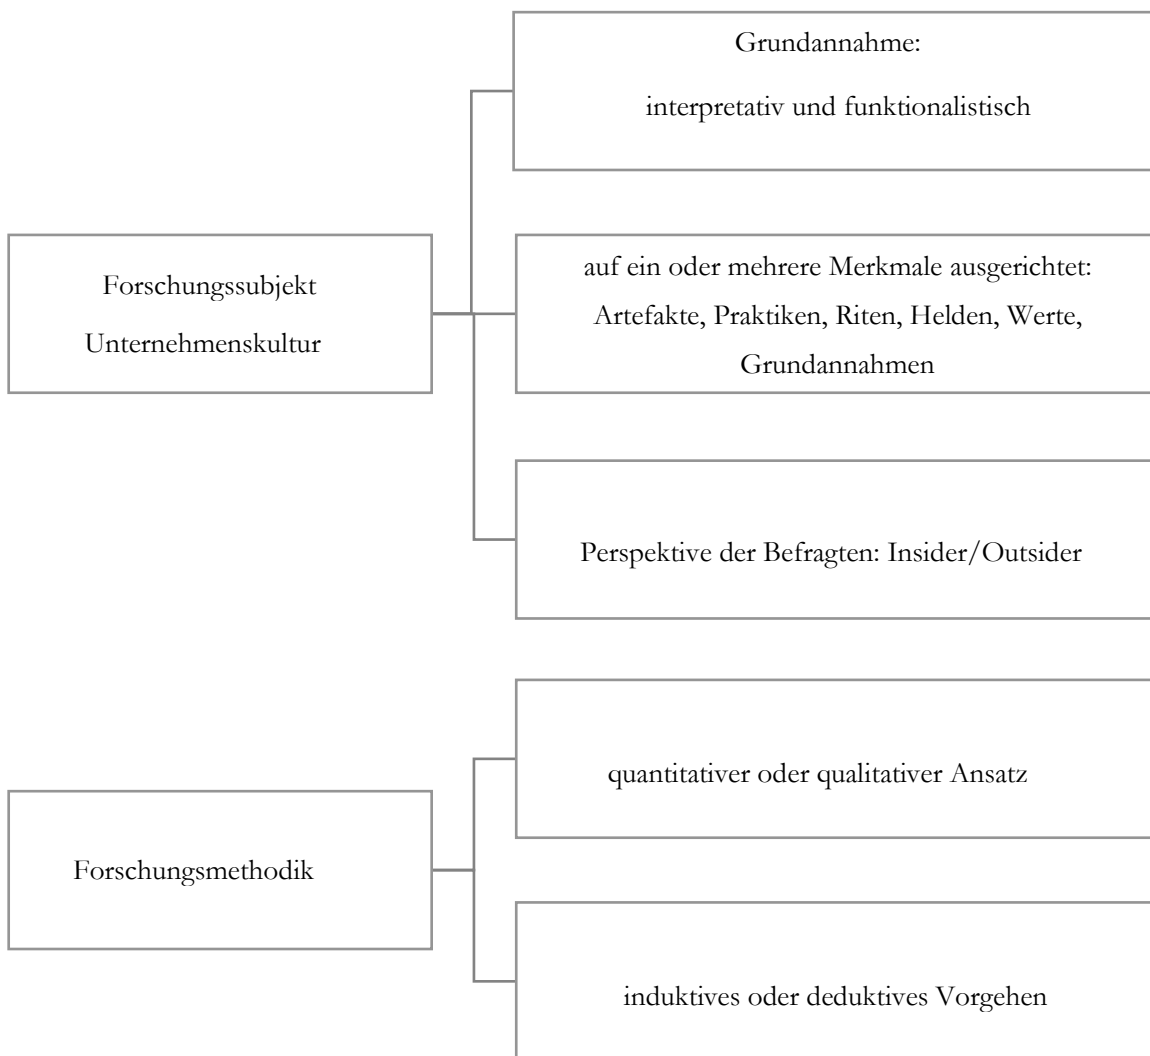 Grundannahme:
interpretativ und funktionalistisch
Forschungssubjekt
Unternehmenskultur
auf ein oder mehrere Merkmale ausgerichtet:
Artefakte, Praktiken, Riten, Helden, Werte,
Grundannahmen
Perspektive der Befragten: Insider/Outsider
Forschungsmethodik
quantitativer oder qualitativer Ansatz
induktives oder deduktives Vorgehen